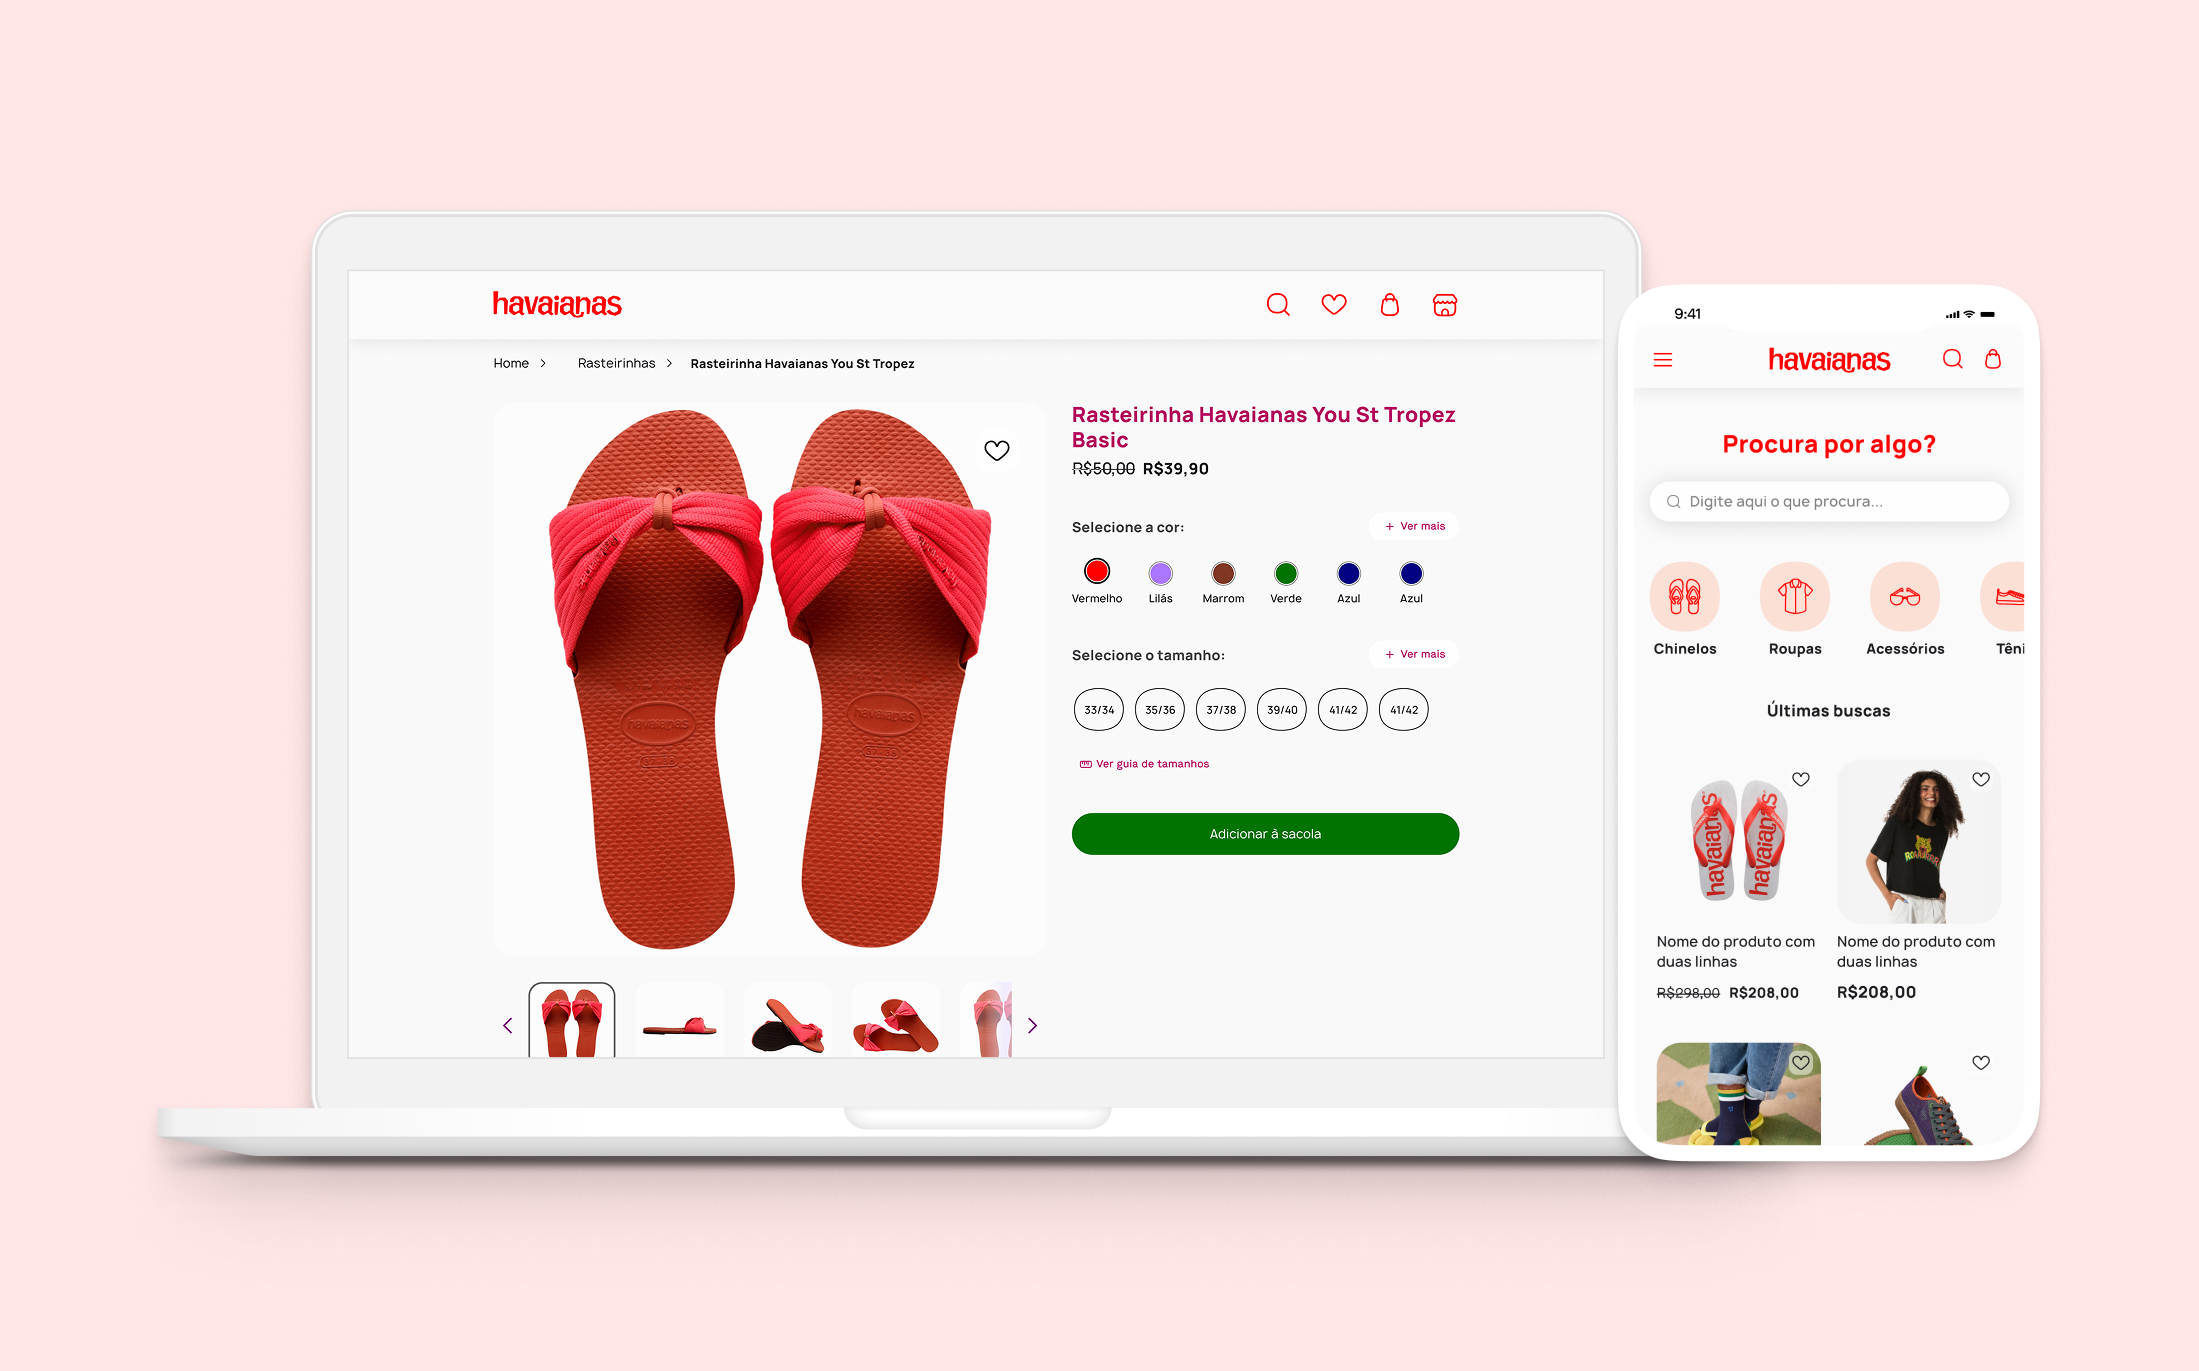 havaianas
Home > Rasteirinhas > Rasteirinha Havaianas You St Tropez
Rasteirinha Havaianas You St Tropez
Basic
R$50,00 R$39,90
Selecione a cor:
+ Ver mais
Vermelho
Lilás
Marrom
Verde
Azul
Azul
Selecione o tamanho:
+ Ver mais
33/34
35/36
37/38
39/40
41/42
41/42
Ver guia de tamanhos
Adicionar à sacola
havaianas
havaianas
9:41
havaianas
Procura por algo?
Digite aqui o que procura...
Chinelos
Roupas
Acessórios
Têni
Últimas buscas
havaianas
havaianas
Nome do produto com
duas linhas
R$298,00 R$208,00
Nome do produto com
duas linhas
R$208,00